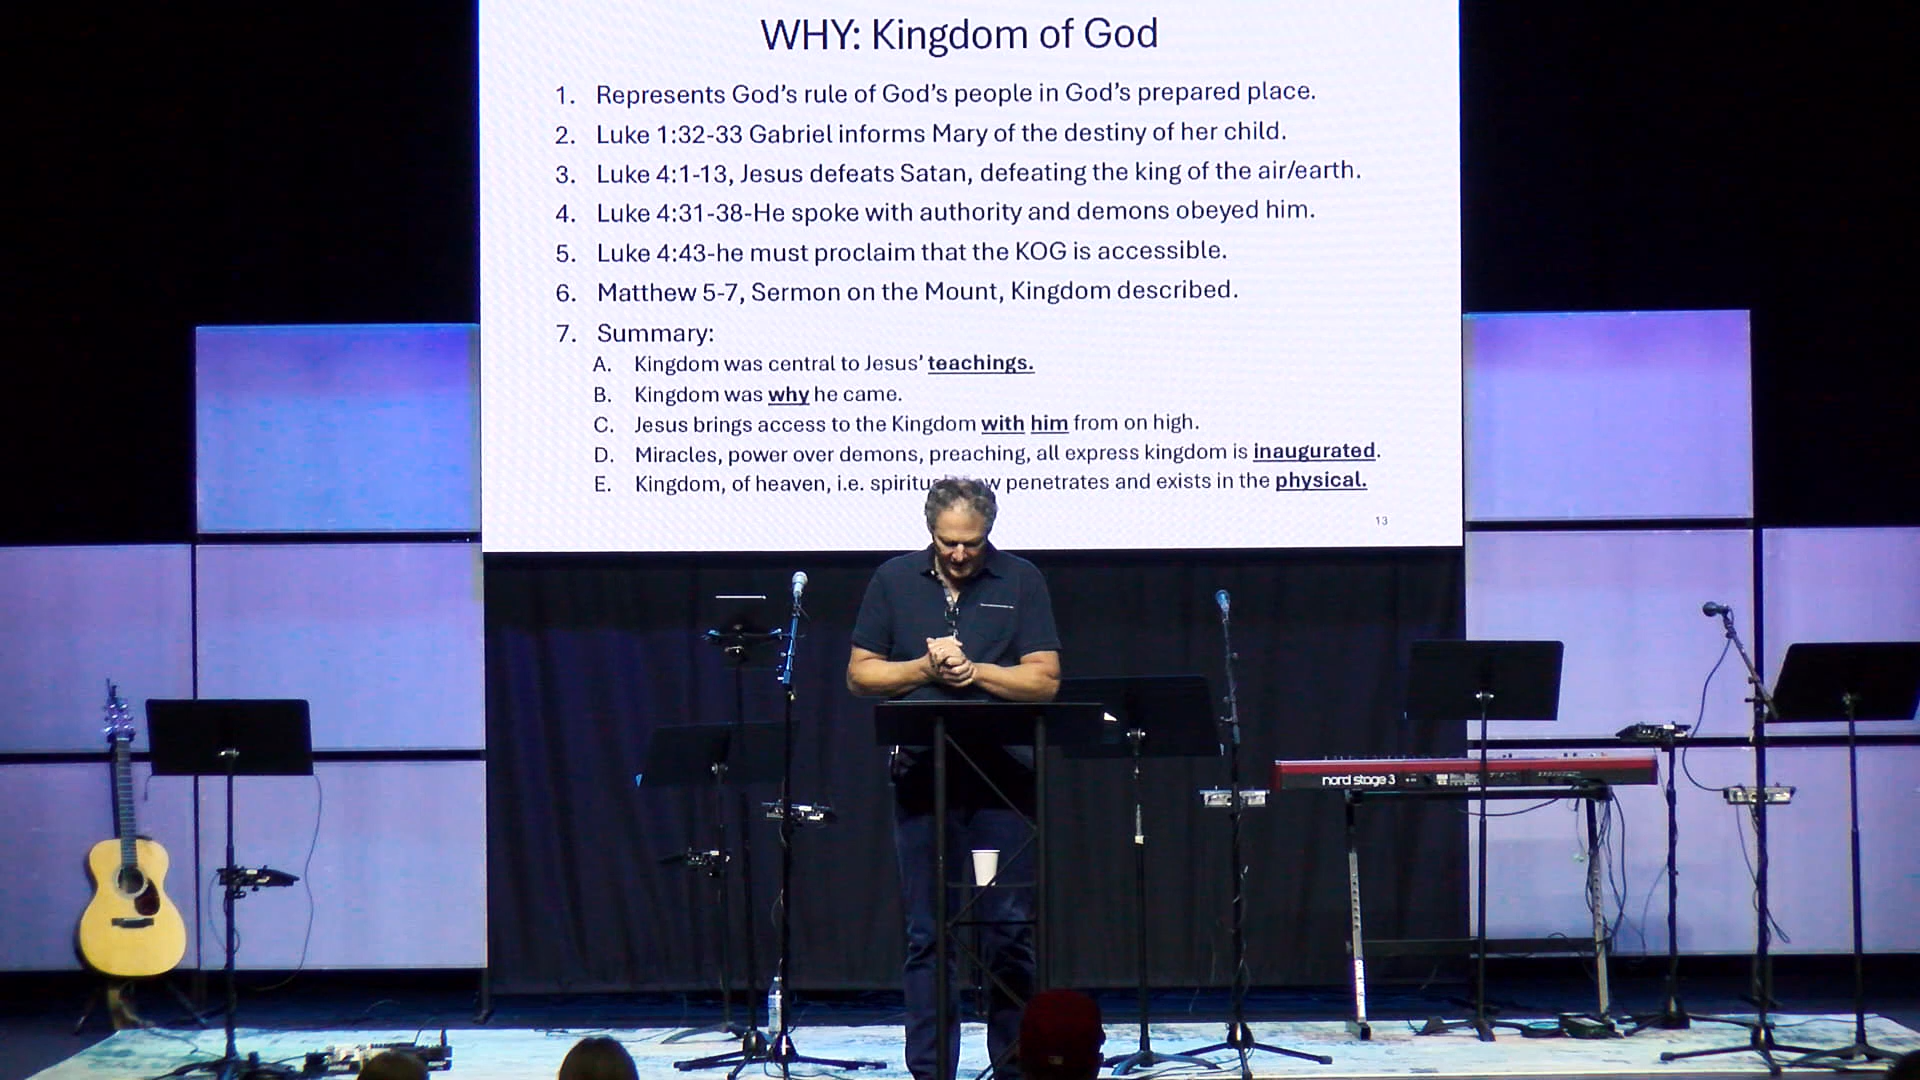 WHY: Kingdom of God
1. Represents God's rule of God's people in God's prepared place.
2. Luke 1:32-33 Gabriel informs Mary of the destiny of her child.
3. Luke 4:1-13, Jesus defeats Satan, defeating the king of the air/earth.
4. Luke 4:31-38-He spoke with authority and demons obeyed him.
5. Luke 4:43-he must proclaim that the KOG is accessible.
6. Matthew 5-7, Sermon on the Mount, Kingdom described.
7. Summary:
A. Kingdom was central to Jesus' teachings.
B. Kingdom was why he came.
C. Jesus brings access to the Kingdom with him from on high.
D. Miracles, power over demons, preaching, all express kingdom is inaugurated.
E. Kingdom, of heaven, i.e. penetrates and exists in the physical.
13
nord stage 3